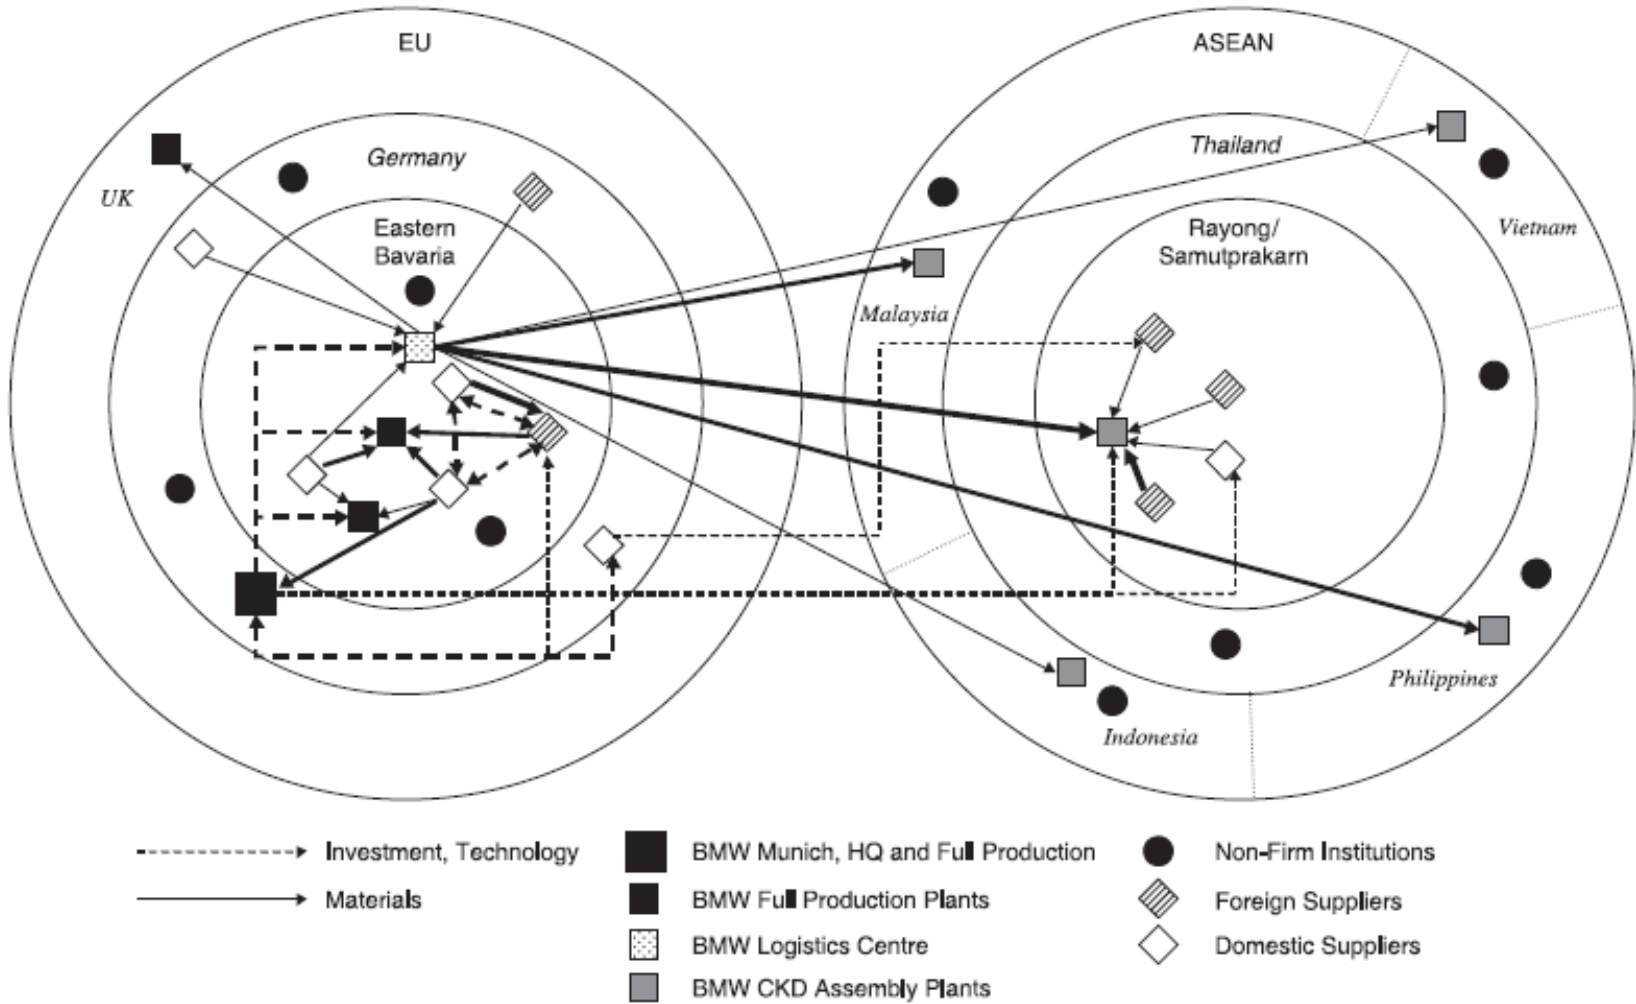 EU
ASEAN
Germany
Thailand
UK
Eastern
Bavaria
Rayong/
Samutprakarn
Vietnam
Malaysia
Philippines
Indonesia
Investment, Technology
Materials
BMW Munich, HQ and Full Production
BMW Full Production Plants
BMW Logistics Centre
BMW CKD Assembly Plants
Non-Firm Institutions
Foreign Suppliers
Domestic Suppliers